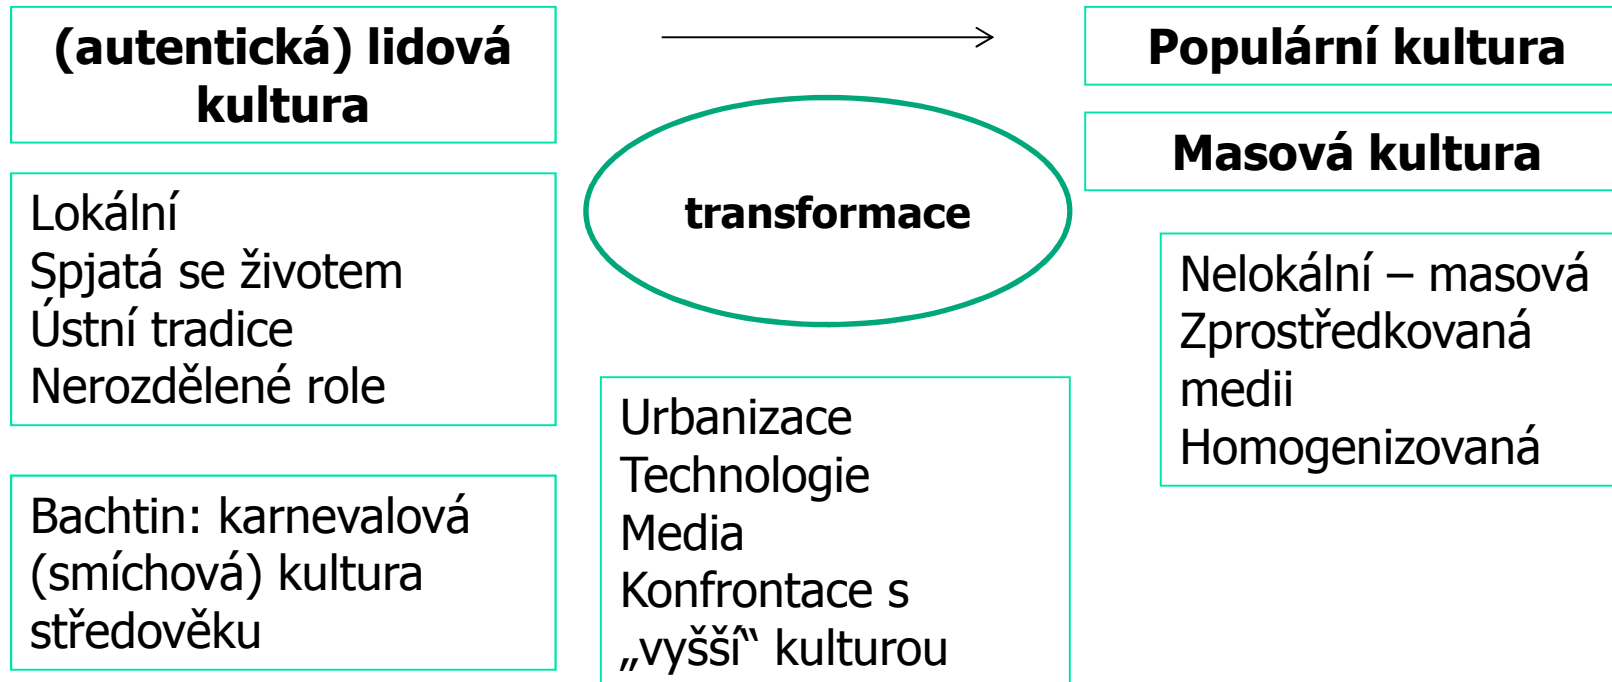 (autentická) lidová
kultura
Lokální
Spjatá se životem
Ústní tradice
Nerozdělené role
Bachtin: karnevalová
(smíchová) kultura
středověku
transformace
Urbanizace
Technologie
Media
Konfrontace s
„vyšší“ kulturou
Populární kultura
Masová kultura
Nelokální – masová
Zprostředkovaná
medii
Homogenizovaná